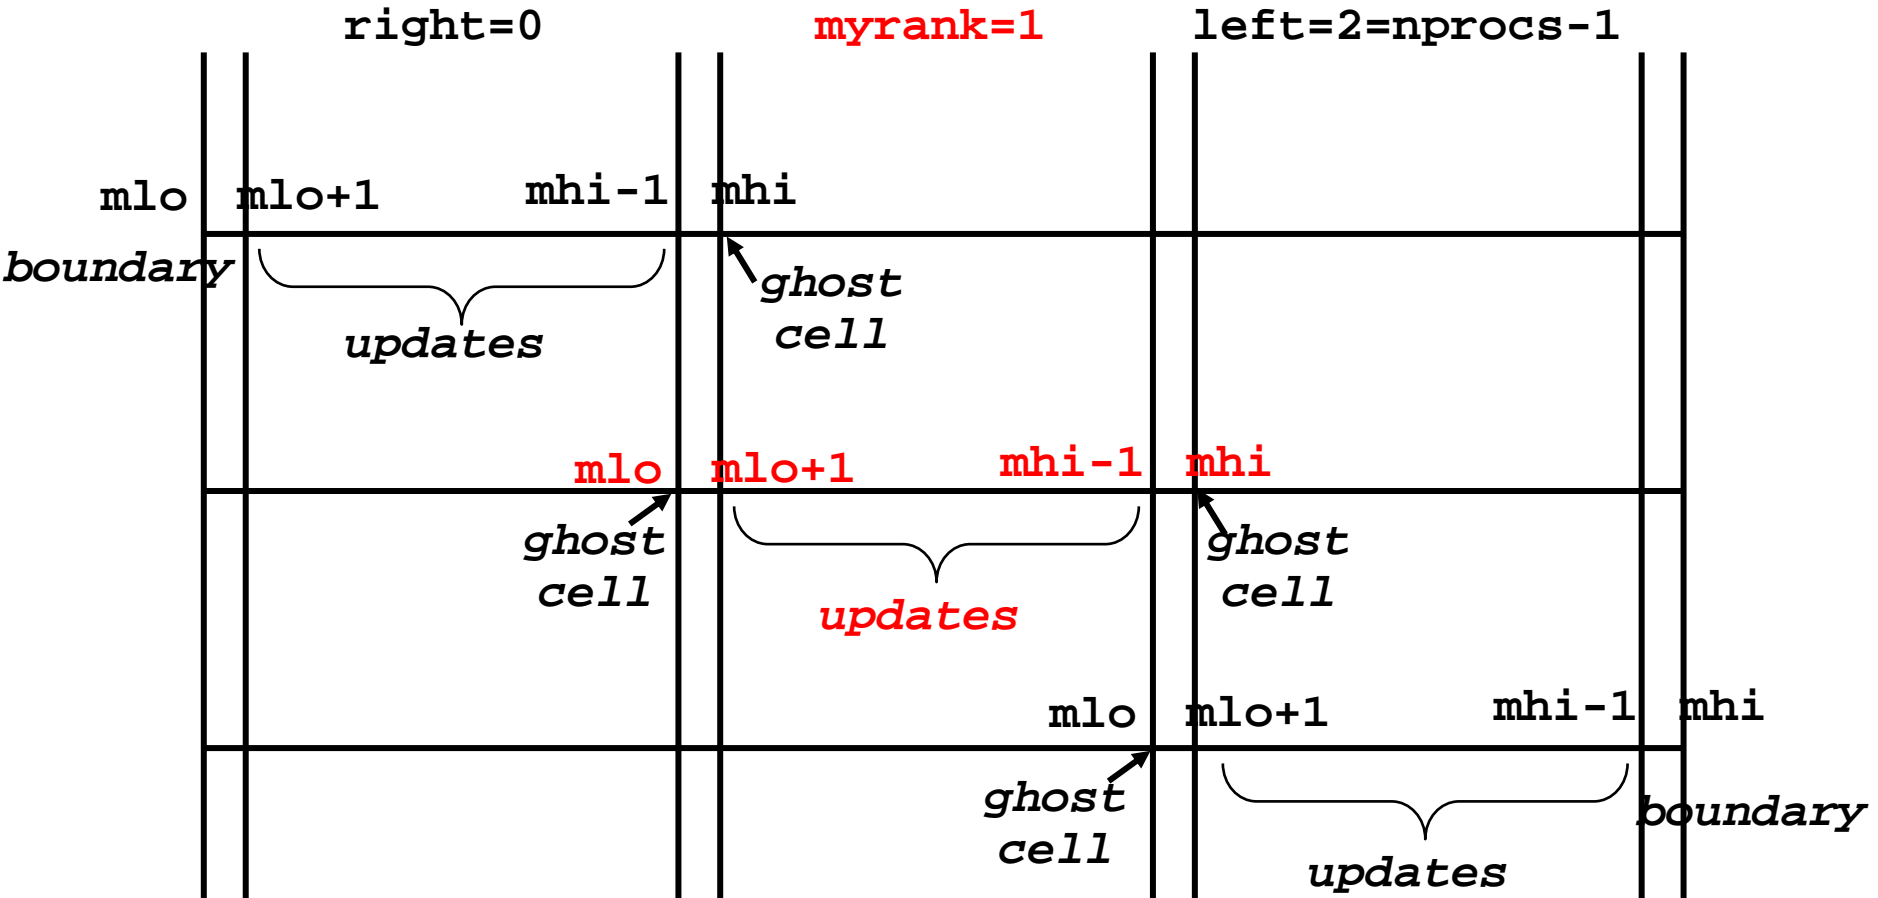 right=0 myrank=1 left=2=nprocs-1
mlo mlo+1 mhi-1 mhi
boundary
ghost
cell
updates
mlo mlo+1 mhi-1 mhi
ghost
cell
ghost
cell
updates
mlo mlo+1 mhi-1 mhi
ghost
cell
boundary
updates